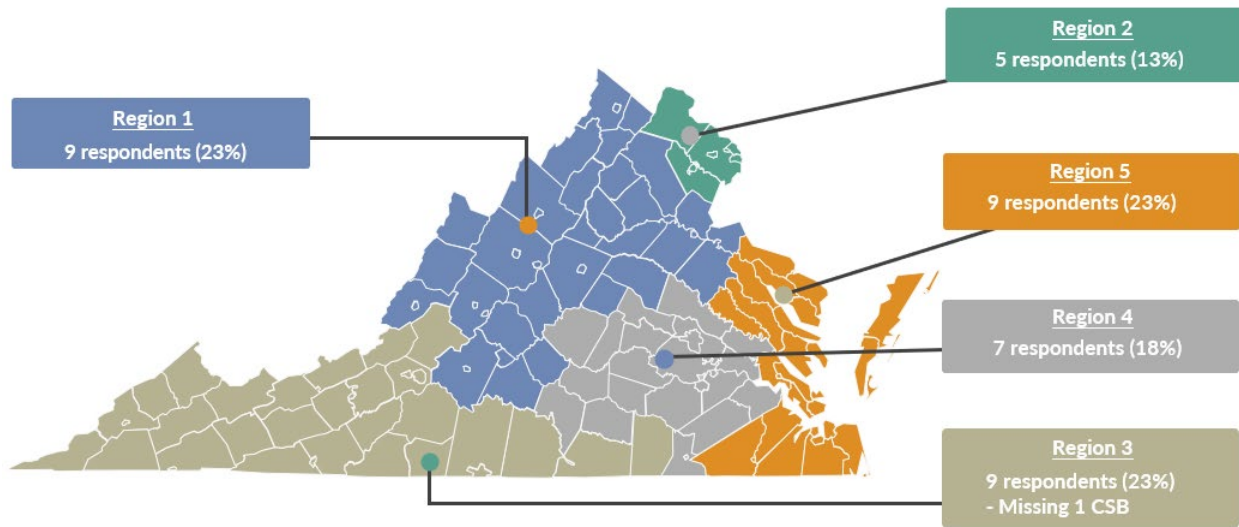 Region 2
5 respondents (13%)
Region 1
9 respondents (23%)
Region 5
9 respondents (23%)
Region 4
7 respondents (18%)
Region 3
9 respondents (23%)
- Missing 1 CSB